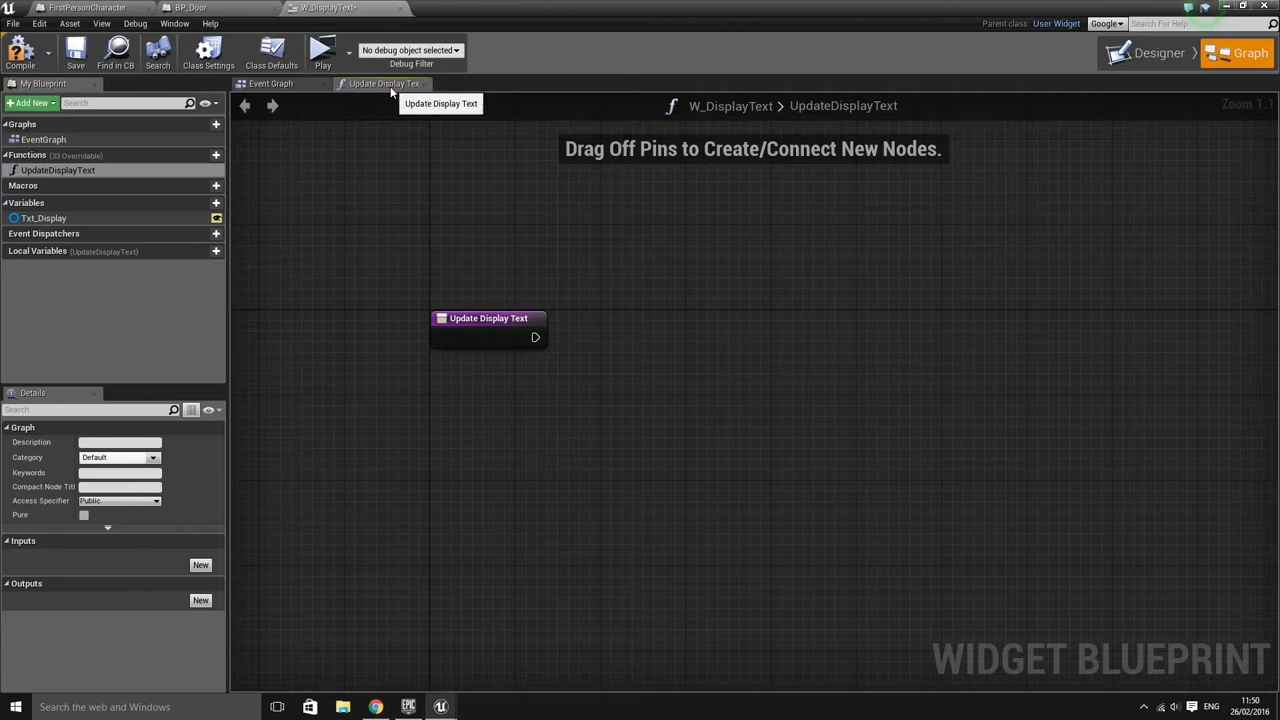 FirstPersonCharacter
BP_Door
W_DisplayText*
File Edit Asset View Debug Window Help
Parent class: User Widget
Google
Search For Help
Compile
Save
Find in CB
Search
Class Settings
Class Defaults
Play
No debug object selected
Debug Filter
Designer
Graph
My Blueprint
Event Graph
Update Display Tex
Add New
Search
Update Display Text
W_DisplayText > UpdateDisplayText
Zoom 1:1
Graphs
EventGraph
Drag Off Pins to Create/Connect New Nodes.
Functions (33 Overridable)
UpdateDisplayText
Macros
Variables
Txt_Display
Event Dispatchers
Local Variables (UpdateDisplayText)
Update Display Text
Details
Search
Graph
Description
Category
Default
Keywords
Compact Node Titl
Access Specifier
Public
Pure
Inputs
New
Outputs
New
WIDGET BLUEPRINT
Search the web and Windows
ENG
11:50
26/02/2016